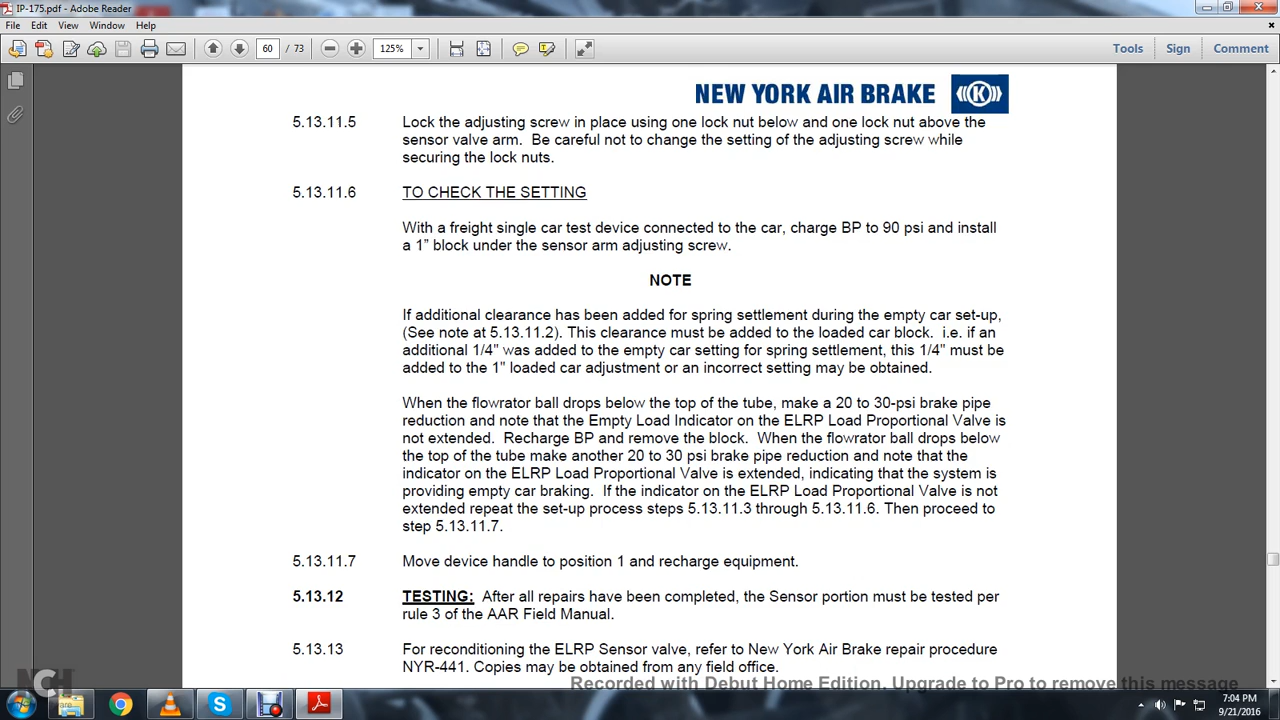 IP-175.pdf - Adobe Reader
File Edit View Window Help
60 / 73 125% Tools Sign Comment
NEW YORK AIR BRAKE
K
5.13.11.5 Lock the adjusting screw in place using one lock nut below and one lock nut above the
sensor valve arm. Be careful not to change the setting of the adjusting screw while
securing the lock nuts.
5.13.11.6 TO CHECK THE SETTING
With a freight single car test device connected to the car, charge BP to 90 psi and install
a 1” block under the sensor arm adjusting screw.
NOTE
If additional clearance has been added for spring settlement during the empty car set-up,
(See note at 5.13.11.2). This clearance must be added to the loaded car block. i.e. if an
additional 1/4" was added to the empty car setting for spring settlement, this 1/4" must be
added to the 1" loaded car adjustment or an incorrect setting may be obtained.
When the flowrator ball drops below the top of the tube, make a 20 to 30-psi brake pipe
reduction and note that the Empty Load Indicator on the ELRP Load Proportional Valve is
not extended. Recharge BP and remove the block. When the flowrator ball drops below
the top of the tube make another 20 to 30 psi brake pipe reduction and note that the
indicator on the ELRP Load Proportional Valve is extended, indicating that the system is
providing empty car braking. If the indicator on the ELRP Load Proportional Valve is not
extended repeat the set-up process steps 5.13.11.3 through 5.13.11.6. Then proceed to
step 5.13.11.7.
5.13.11.7 Move device handle to position 1 and recharge equipment.
5.13.12 TESTING: After all repairs have been completed, the Sensor portion must be tested per
rule 3 of the AAR Field Manual.
5.13.13 For reconditioning the ELRP Sensor valve, refer to New York Air Brake repair procedure
NYR-441. Copies may be obtained from any field office.
Recorded with Debut Home Edition. Upgrade to Pro to remove this message
NCH
7:04 PM
9/21/2016